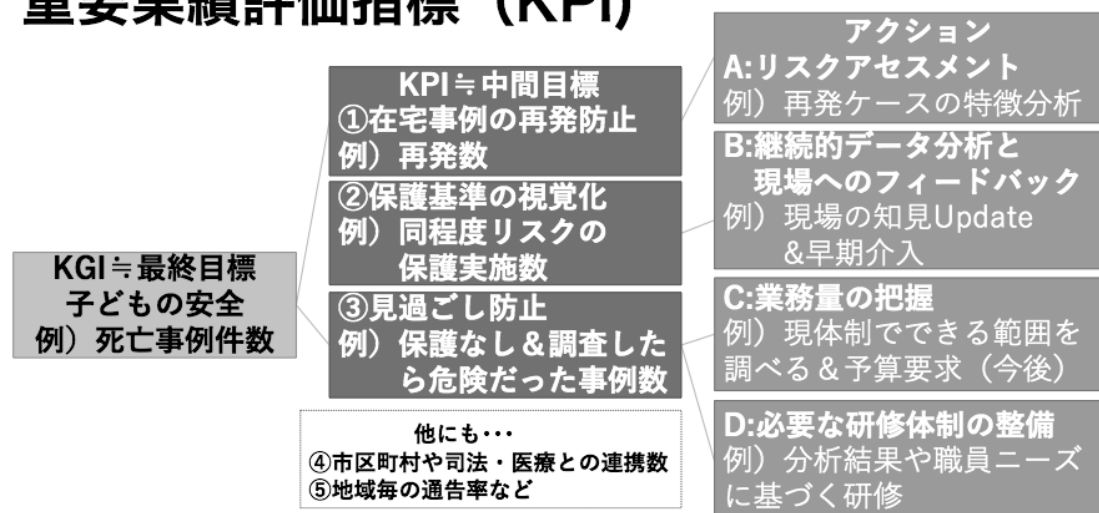 重要業績評価指標（KPI）
KGI≒最終目標
子どもの安全
例）死亡事例件数
KPI≒中間目標
①在宅事例の再発防止
例）再発数
②保護基準の視覚化
例）同程度リスクの
保護実施数
③見過ごし防止
例）保護なし＆調査した
ら危険だった事例数
他にも・・・
④市区町村や司法・医療との連携数
⑤地域毎の通告率など
アクション
A:リスクアセスメント
例）再発ケースの特徴分析
B:継続的データ分析と
現場へのフィードバック
例）現場の知見Update
&早期介入
C:業務量の把握
例）現体制でできる範囲を
調べる＆予算要求（今後）
D:必要な研修体制の整備
例）分析結果や職員ニーズ
に基づく研修